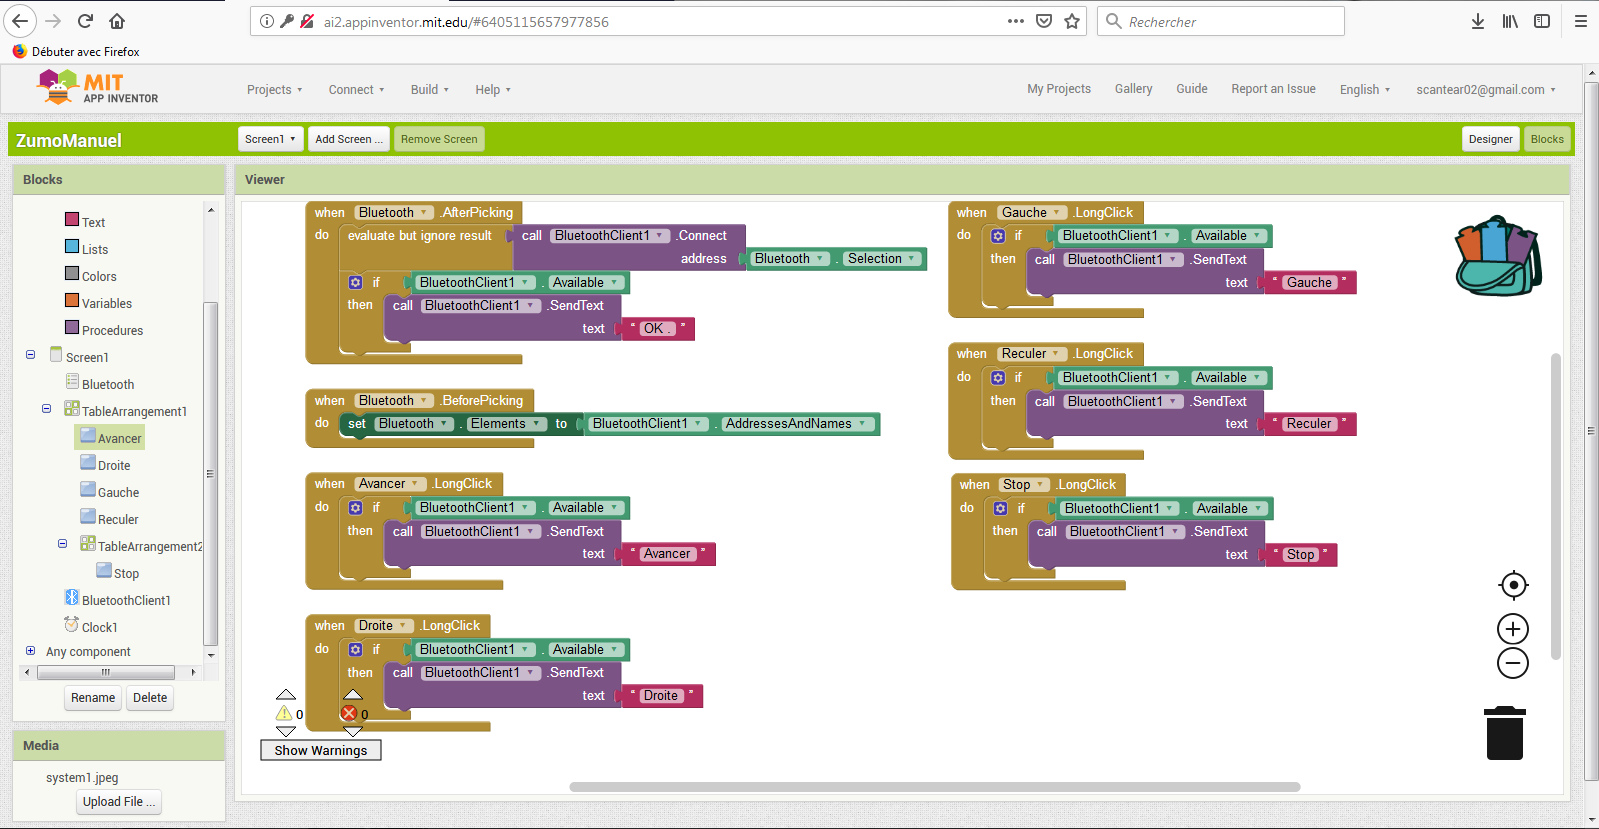 ai2.appinventor.mit.edu/#6405115657977856
Rechercher
Débuter avec Firefox
MIT
APP INVENTOR
Projects
Connect
Build
Help
My Projects
Gallery
Guide
Report an Issue
English
scantear02@gmail.com
ZumoManuel
Screen1
Add Screen ...
Remove Screen
Designer
Blocks
Blocks
Text
Lists
Colors
Variables
Procedures
Screen1
Bluetooth
TableArrangement1
Avancer
Droite
Gauche
Reculer
TableArrangement2
Stop
BluetoothClient1
Clock1
Any component
Rename
Delete
Media
system1.jpeg
Upload File ...
Viewer
when Bluetooth .AfterPicking
do evaluate but ignore result call BluetoothClient1 .Connect
address Bluetooth . Selection
if BluetoothClient1 . Available
then call BluetoothClient1 .SendText
text " OK . "
when Bluetooth .BeforePicking
do set Bluetooth . Elements to BluetoothClient1 . AddressesAndNames
when Avancer .LongClick
do if BluetoothClient1 . Available
then call BluetoothClient1 .SendText
text " Avancer "
when Droite .LongClick
do if BluetoothClient1 . Available
then call BluetoothClient1 .SendText
text " Droite "
0 0
Show Warnings
when Gauche .LongClick
do if BluetoothClient1 . Available
then call BluetoothClient1 .SendText
text " Gauche "
when Reculer .LongClick
do if BluetoothClient1 . Available
then call BluetoothClient1 .SendText
text " Reculer "
when Stop .LongClick
do if BluetoothClient1 . Available
then call BluetoothClient1 .SendText
text " Stop "